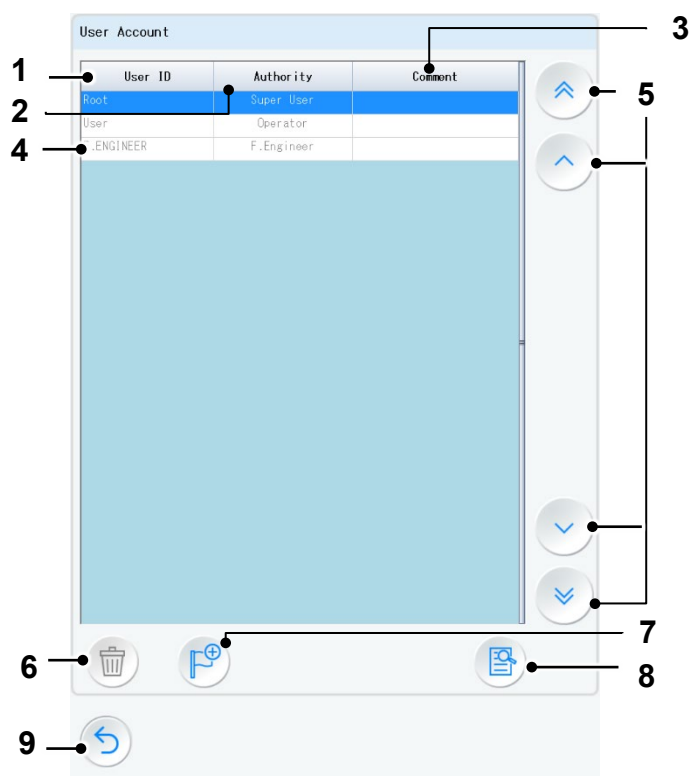 User Account
3
1
User ID Authority Comment
5
2
Root Super User
User Operator
4
F.ENGINEER F.Engineer
7
6
8
9